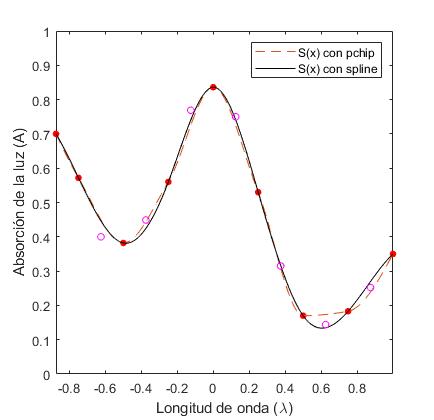 S(x) con pchip
S(x) con spline
1
0.9
0.8
0.7
0.6
0.5
0.4
0.3
0.2
0.1
0
Absorción de la luz (A)
-0.8 -0.6 -0.4 -0.2 0 0.2 0.4 0.6 0.8 1
Longitud de onda (λ)